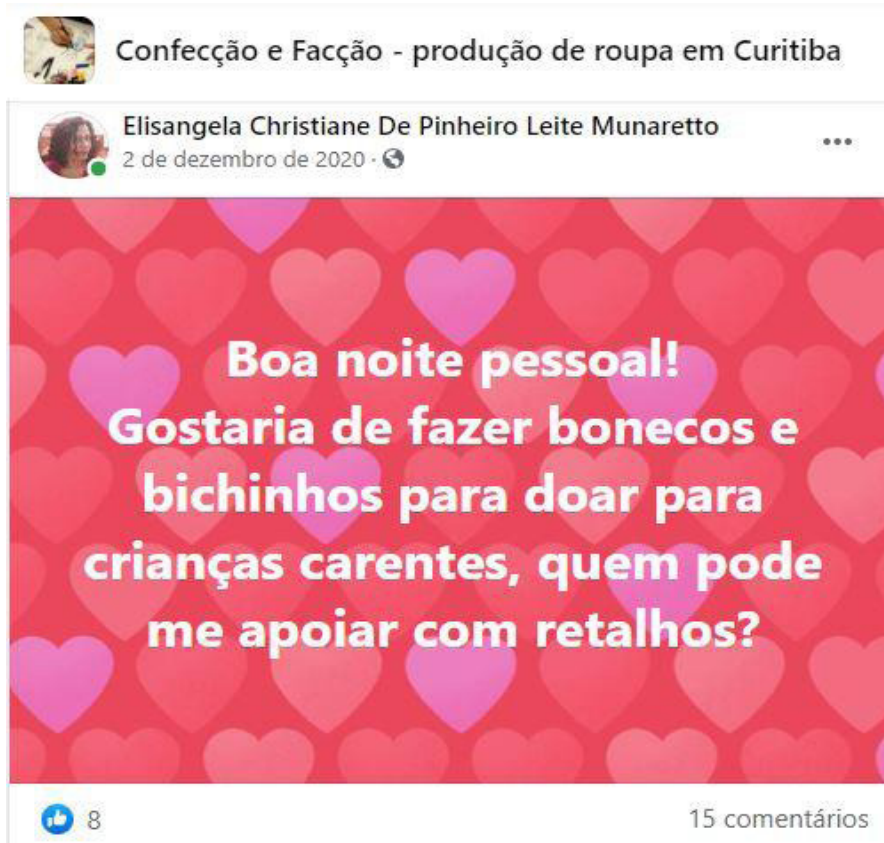 Confecção e Facção - produção de roupa em Curitiba
Elisangela Christiane De Pinheiro Leite Munaretto
2 de dezembro de 2020 ·
Boa noite pessoal!
Gostaria de fazer bonecos e
bichinhos para doar para
crianças carentes, quem pode
me apoiar com retalhos?
8
15 comentários